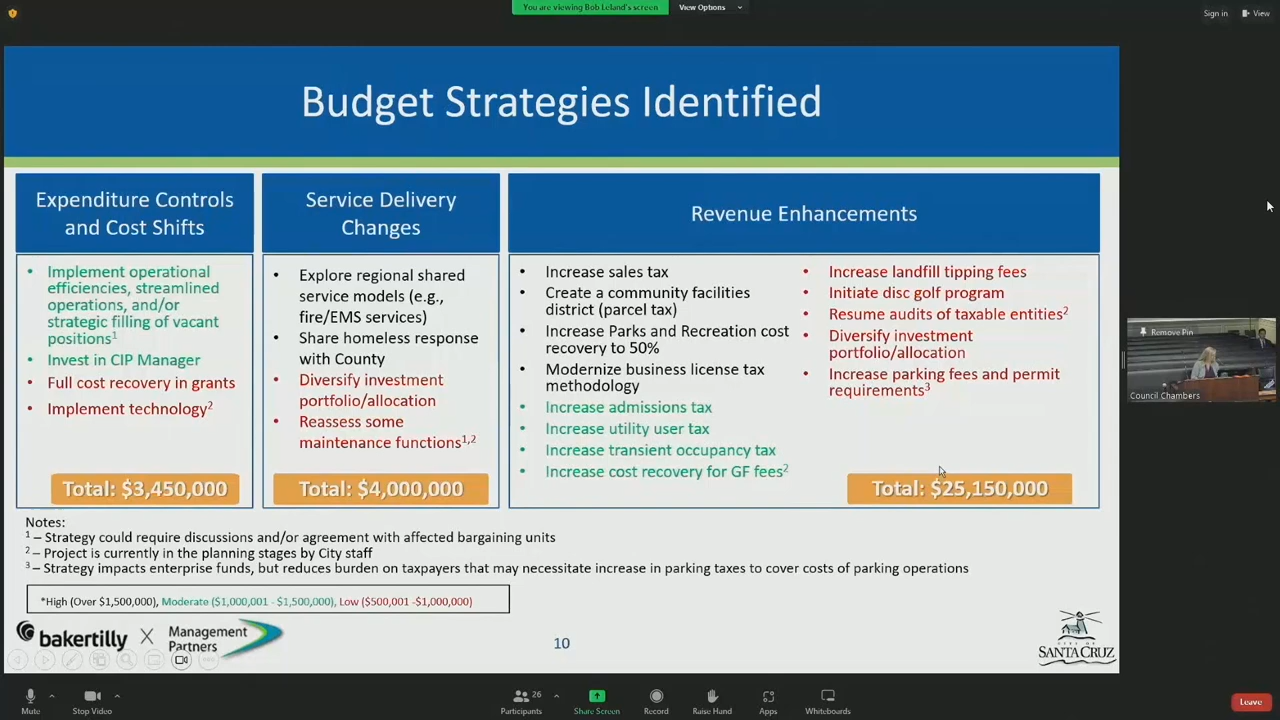 You are viewing Bob Leland's screen
View Options
Sign in
View
Budget Strategies Identified
Expenditure Controls
and Cost Shifts
• Implement operational
efficiencies, streamlined
operations, and/or
strategic filling of vacant
positions¹
• Invest in CIP Manager
• Full cost recovery in grants
• Implement technology²
Total: $3,450,000
Service Delivery
Changes
• Explore regional shared
service models (e.g.,
fire/EMS services)
• Share homeless response
with County
• Diversify investment
portfolio/allocation
• Reassess some
maintenance functions¹,²
Total: $4,000,000
Revenue Enhancements
• Increase sales tax
• Create a community facilities
district (parcel tax)
• Increase Parks and Recreation cost
recovery to 50%
• Modernize business license tax
methodology
• Increase admissions tax
• Increase utility user tax
• Increase transient occupancy tax
• Increase cost recovery for GF fees²
• Increase landfill tipping fees
• Initiate disc golf program
• Resume audits of taxable entities²
• Diversify investment
portfolio/allocation
• Increase parking fees and permit
requirements³
Total: $25,150,000
Remove Pin
Council Chambers
Notes:
¹ – Strategy could require discussions and/or agreement with affected bargaining units
² – Project is currently in the planning stages by City staff
³ – Strategy impacts enterprise funds, but reduces burden on taxpayers that may necessitate increase in parking taxes to cover costs of parking operations
*High (Over $1,500,000), Moderate ($1,000,001 - $1,500,000), Low ($500,001 -$1,000,000)
bakertilly X Management
Partners
10
CITY OF
SANTA CRUZ
Mute
Stop Video
Participants
26
Share Screen
Record
Raise Hand
Apps
Whiteboards
Leave